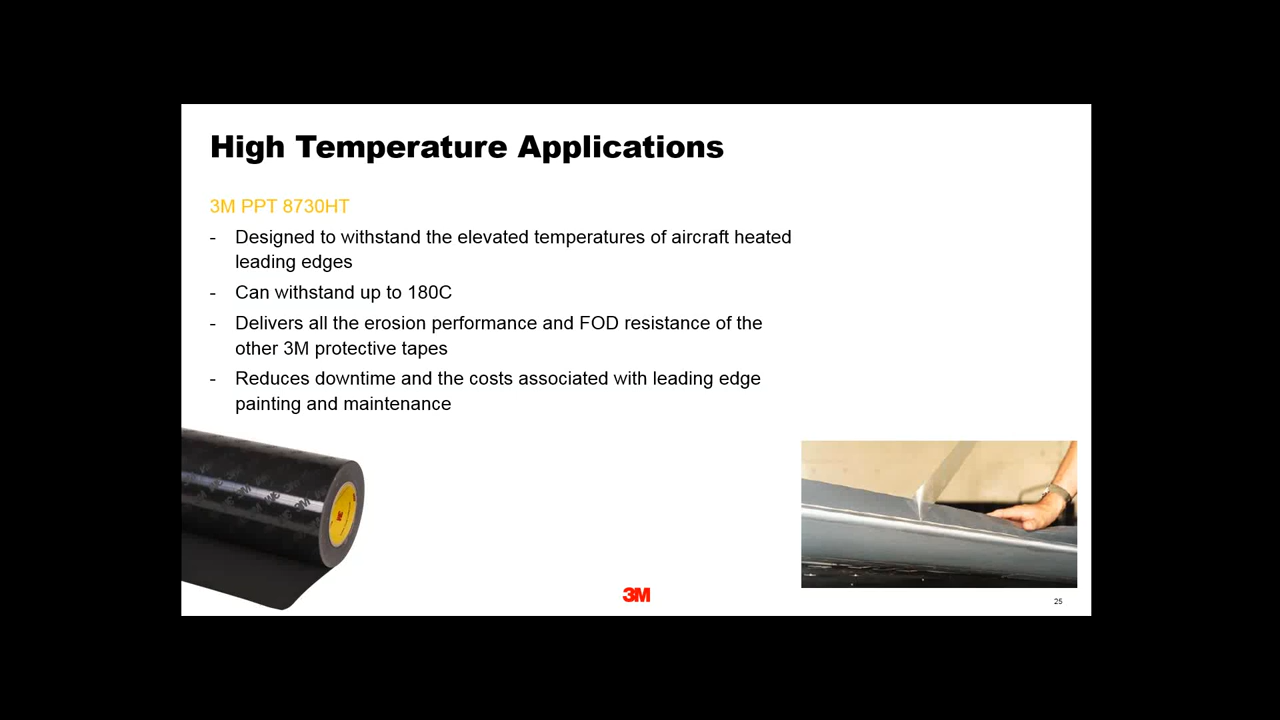 High Temperature Applications
3M PPT 8730HT
- Designed to withstand the elevated temperatures of aircraft heated
leading edges
- Can withstand up to 180C
- Delivers all the erosion performance and FOD resistance of the
other 3M protective tapes
- Reduces downtime and the costs associated with leading edge
painting and maintenance
3M
3M
3M
25